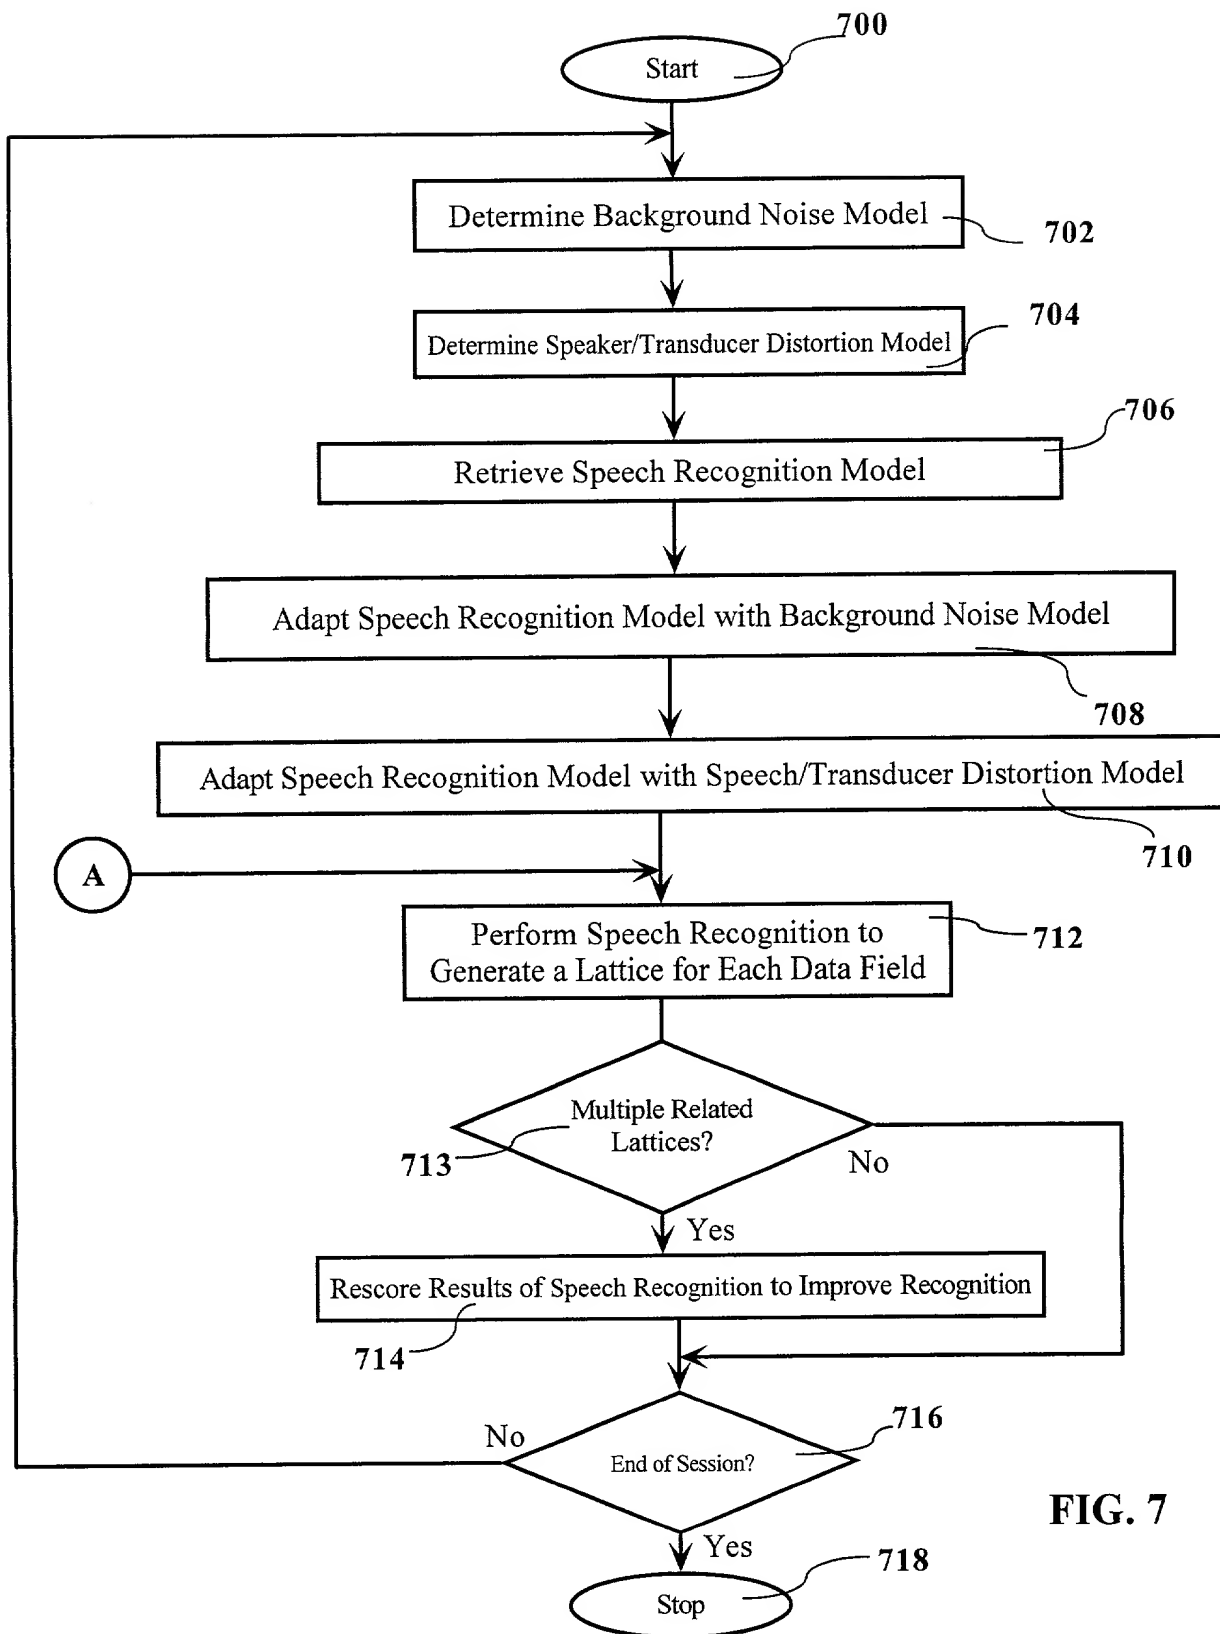 700
Start
Determine Background Noise Model
702
704
Determine Speaker/Transducer Distortion Model
706
Retrieve Speech Recognition Model
Adapt Speech Recognition Model with Background Noise Model
708
Adapt Speech Recognition Model with Speech/Transducer Distortion Model
710
A
Perform Speech Recognition to
Generate a Lattice for Each Data Field
712
Multiple Related
Lattices?
713
No
Yes
Rescore Results of Speech Recognition to Improve Recognition
714
716
No
End of Session?
FIG. 7
Yes
718
Stop